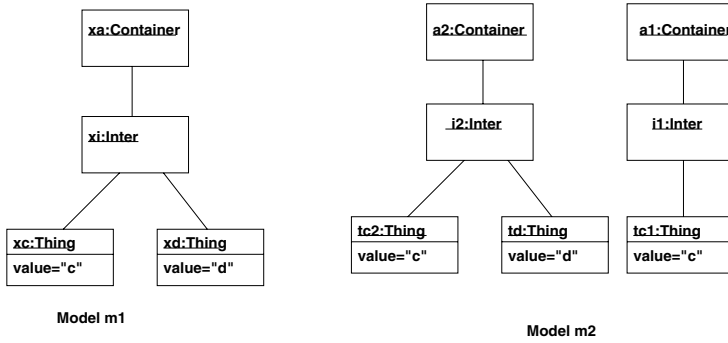 xa:Container
xi:Inter
xc:Thing
value="c"
xd:Thing
value="d"
Model m1
a2:Container
i2:Inter
tc2:Thing
value="c"
td:Thing
value="d"
a1:Container
i1:Inter
tc1:Thing
value="c"
Model m2